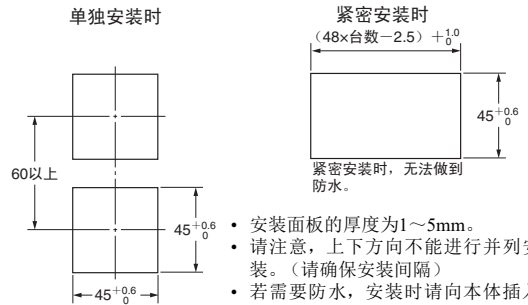 单独安装时
紧密安装时
（48×台数－2.5）＋1.0 0
45+0.6 0
60以上
紧密安装时，无法做到
防水。
45+0.6 0
45+0.6 0
• 安装面板的厚度为1～5mm。
• 请注意，上下方向不能进行并列安
装。（请确保安装间隔）
• 若需要防水，安装时请向本体插入